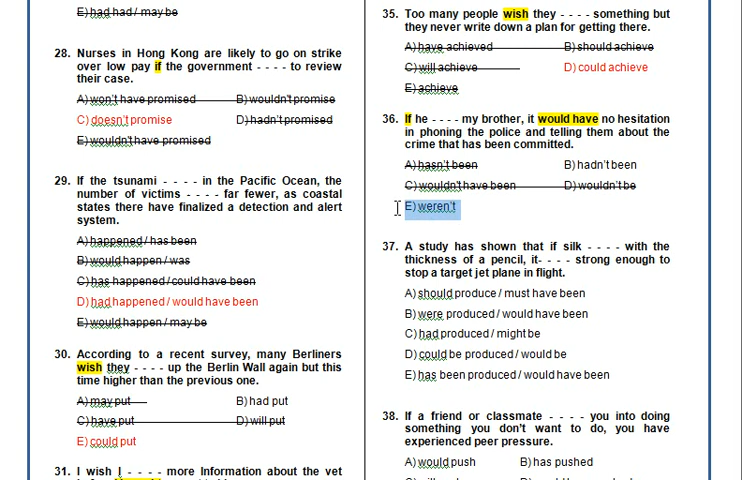 E) had had / may be
28. Nurses in Hong Kong are likely to go on strike
over low pay if the government - - - - to review
their case.
A) won't have promised B) wouldn't promise
C) doesn't promise D) hadn't promised
E) wouldn't have promised
29. If the tsunami - - - - in the Pacific Ocean, the
number of victims - - - - far fewer, as coastal
states there have finalized a detection and alert
system.
A) happened / has been
B) would happen / was
C) has happened / could have been
D) had happened / would have been
E) would happen / may be
30. According to a recent survey, many Berliners
wish they - - - - up the Berlin Wall again but this
time higher than the previous one.
A) may put B) had put
C) have put D) will put
E) could put
31. I wish I - - - - more Information about the vet
35. Too many people wish they - - - - something but
they never write down a plan for getting there.
A) have achieved B) should achieve
C) will achieve D) could achieve
E) achieve
36. If he - - - - my brother, it would have no hesitation
in phoning the police and telling them about the
crime that has been committed.
A) hasn't been B) hadn't been
C) wouldn't have been D) wouldn't be
E) weren't
37. A study has shown that if silk - - - - with the
thickness of a pencil, it- - - - strong enough to
stop a target jet plane in flight.
A) should produce / must have been
B) were produced / would have been
C) had produced / might be
D) could be produced / would be
E) has been produced / would have been
38. If a friend or classmate - - - - you into doing
something you don't want to do, you have
experienced peer pressure.
A) would push B) has pushed